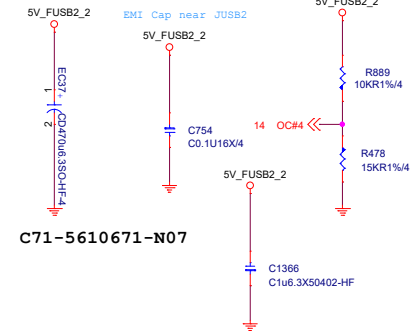 5V_FUSB2_2
EMI Cap near JUSB2
5V_FUSB2_2
5V_FUSB2_2
1
2
EC37
+
CD470u6.3SO-HF-4
C754
C0.1U16X/4
R889
10KR1%/4
14 OC#4
R478
15KR1%/4
5V_FUSB2_2
C71-5610671-N07
C1366
C1u6.3X50402-HF